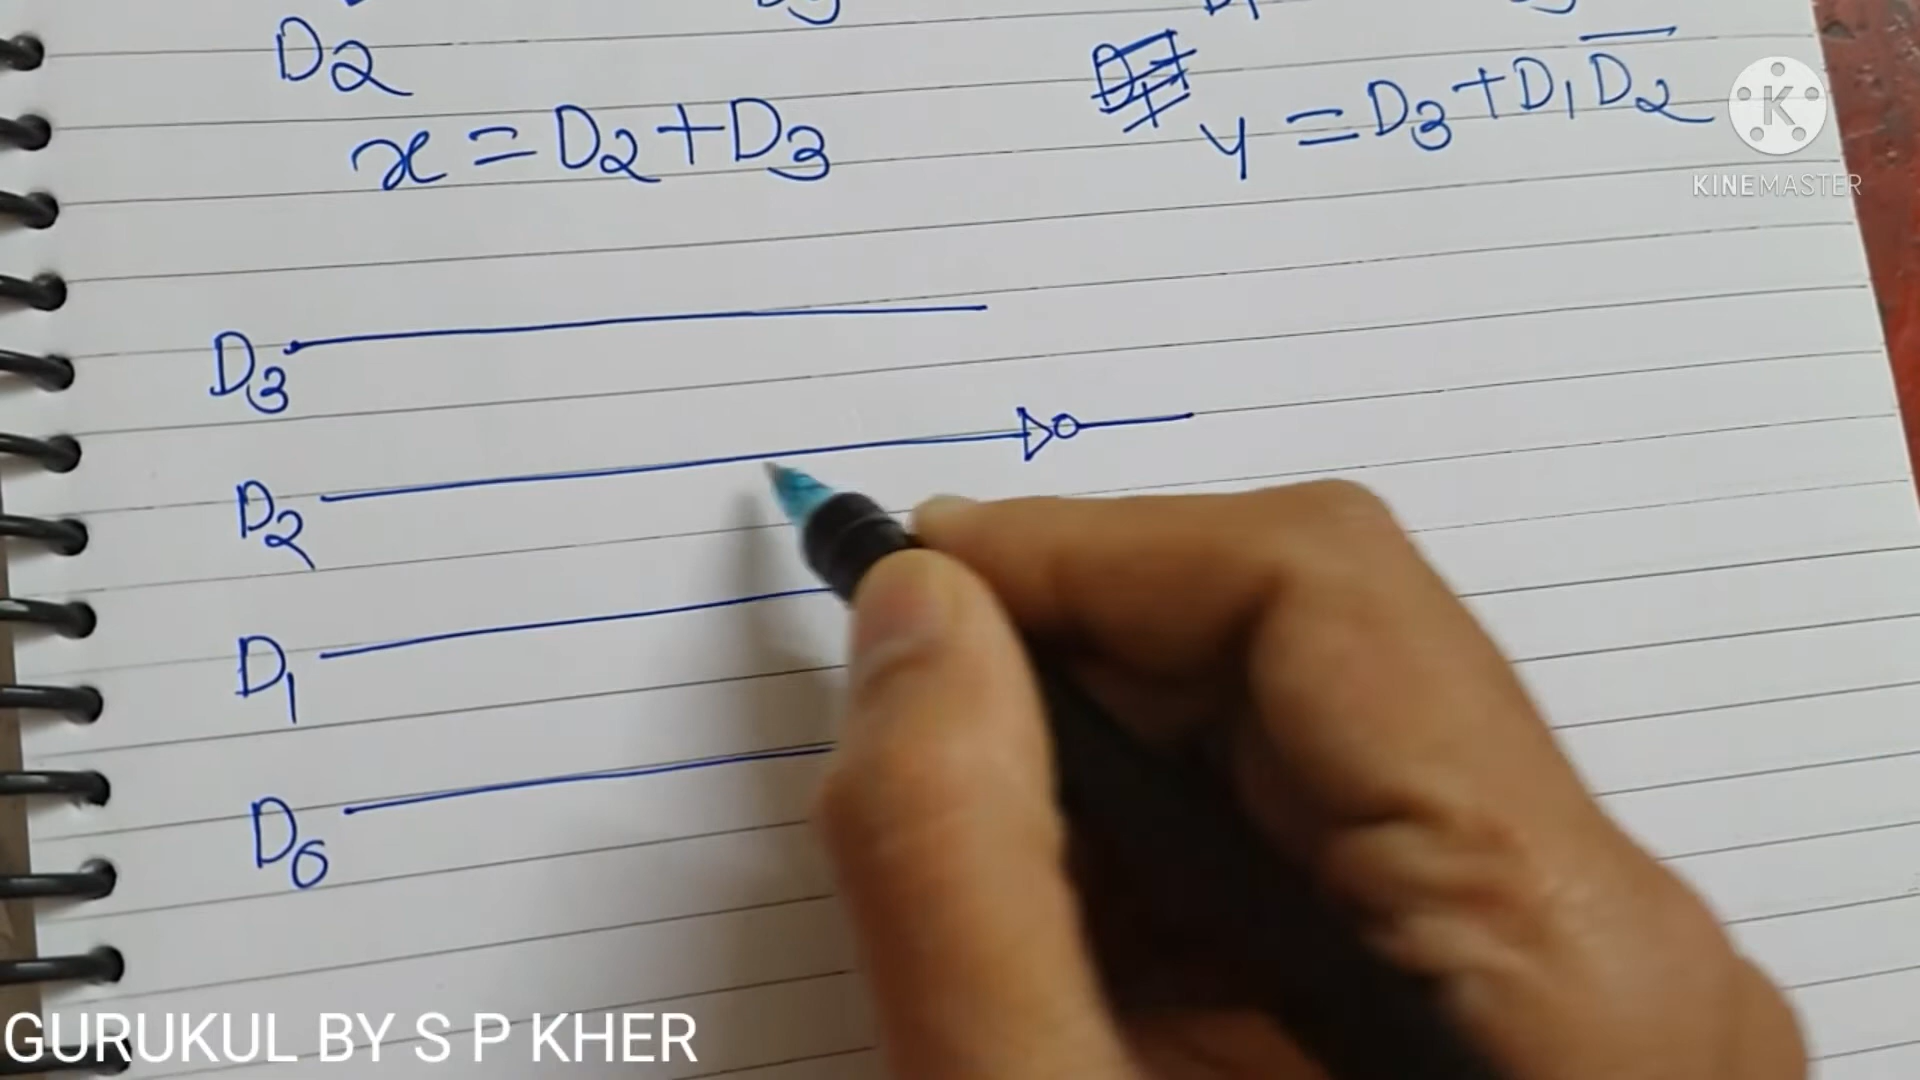 D2
x = D2 + D3
y = D3 + D1 D̅2̅
KINEMASTER
D3
D2
D1
D0
GURUKUL BY S P KHER